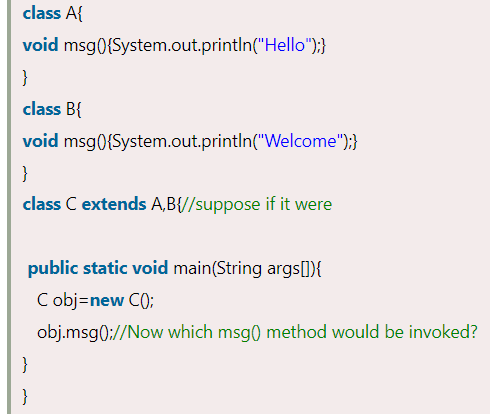 class A{
void msg(){System.out.println("Hello");}
}
class B{
void msg(){System.out.println("Welcome");}
}
class C extends A,B{//suppose if it were
public static void main(String args[]){
C obj=new C();
obj.msg();//Now which msg() method would be invoked?
}
}